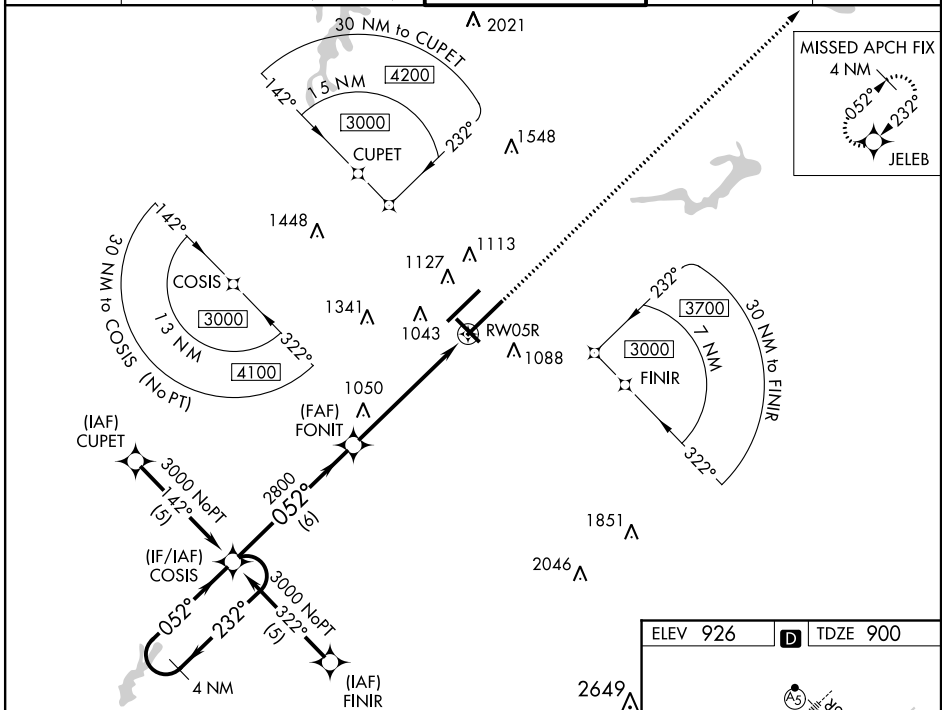 2021
30 NM to CUPET
4200
142°
15 NM
3000
232°
CUPET
1548
MISSED APCH FIX
4 NM
052°
232°
JELEB
1448
142°
COSIS
3000
13 NM
322°
4100
30 NM to COSIS (No PT)
1113
1127
1341
1043
RW05R
1088
232°
3700
3000
7 NM
FINIR
30 NM to FINIR
322°
1050
(FAF)
FONIT
(IAF)
CUPET
3000 NoPT
142°
(5)
2800
052°
(6)
(IF/IAF)
COSIS
3000 NoPT
322°
(5)
052°
232°
4 NM
(IAF)
FINIR
1851
2046
2649
ELEV 926
D
TDZE 900
A5